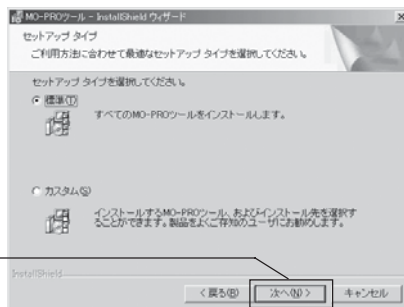 MO-PROツール - InstallShield ウィザード
セットアップ タイプ
ご利用方法に合わせて最適なセットアップ タイプを選択してください。
セットアップ タイプを選択してください。
標準(T)
すべてのMO-PROツールをインストールします。
カスタム(S)
インストールするMO-PROツール、およびインストール先を選択す
ることができます。製品をよくご存知のユーザにお勧めします。
InstallShield
< 戻る(B) 次へ(N) > キャンセル